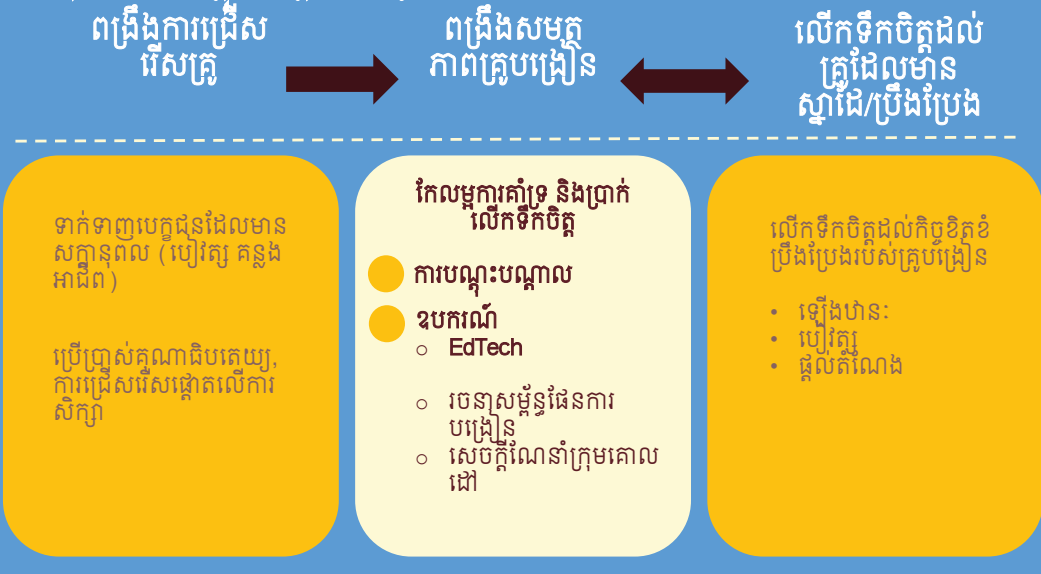 ពង្រឹងការជ្រើស
រើសគ្រូ
ពង្រឹងសមត្ថ
ភាពគ្រូបង្រៀន
លើកទឹកចិត្តដល់
គ្រូដែលមាន
ស្នាដៃ/ប្រឹងប្រែង
ទាក់ទាញបេក្ខជនដែលមាន
សក្តានុពល (បៀវត្ស គន្លង
អាជីព)
ប្រើប្រាស់គុណាធិបតេយ្យ,
ការជ្រើសរើសផ្តោតលើការ
សិក្សា
កែលម្អការគាំទ្រ និងប្រាក់
លើកទឹកចិត្ត
ការបណ្តុះបណ្តាល
ឧបករណ៍
○ EdTech
○ រចនាសម្ព័ន្ធផែនការ
បង្រៀន
○ សេចក្តីណែនាំក្រុមគោល
ដៅ
លើកទឹកចិត្តដល់កិច្ចខិតខំ
ប្រឹងប្រែងរបស់គ្រូបង្រៀន
• ឡើងឋានៈ
• បៀវត្ស
• ផ្តល់តំណែង